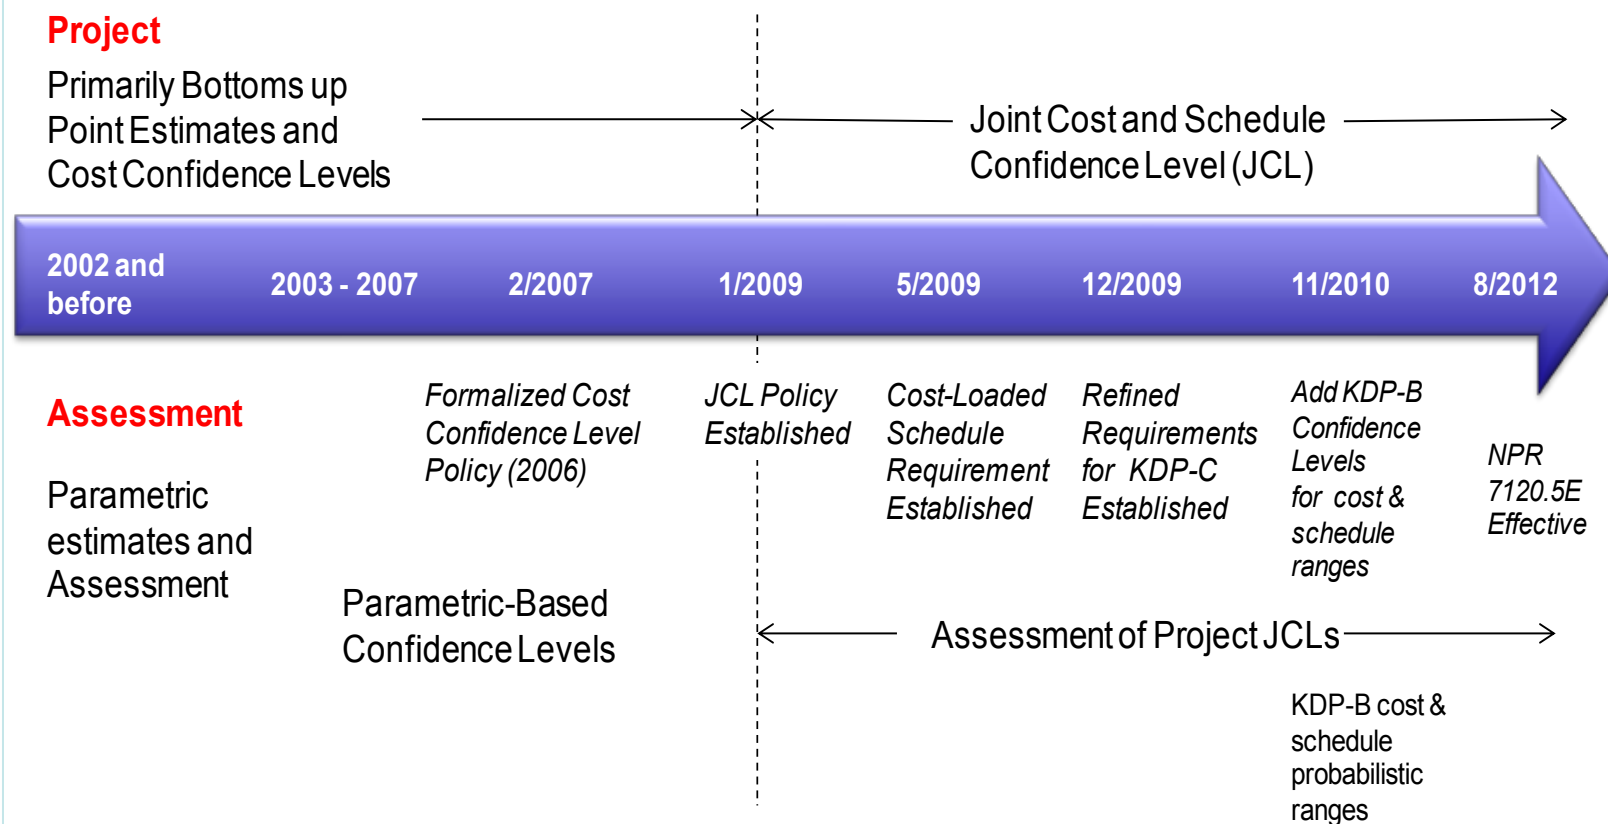 Project
Primarily Bottoms up
Point Estimates and
Cost Confidence Levels
Joint Cost and Schedule
Confidence Level (JCL)
2002 and
before
2003 - 2007
2/2007
1/2009
5/2009
12/2009
11/2010
8/2012
Assessment
Parametric
estimates and
Assessment
Formalized Cost
Confidence Level
Policy (2006)
JCL Policy
Established
Cost-Loaded
Schedule
Requirement
Established
Refined
Requirements
for KDP-C
Established
Add KDP-B
Confidence
Levels
for cost &
schedule
ranges
NPR
7120.5E
Effective
Parametric-Based
Confidence Levels
Assessment of Project JCLs
KDP-B cost &
schedule
probabilistic
ranges